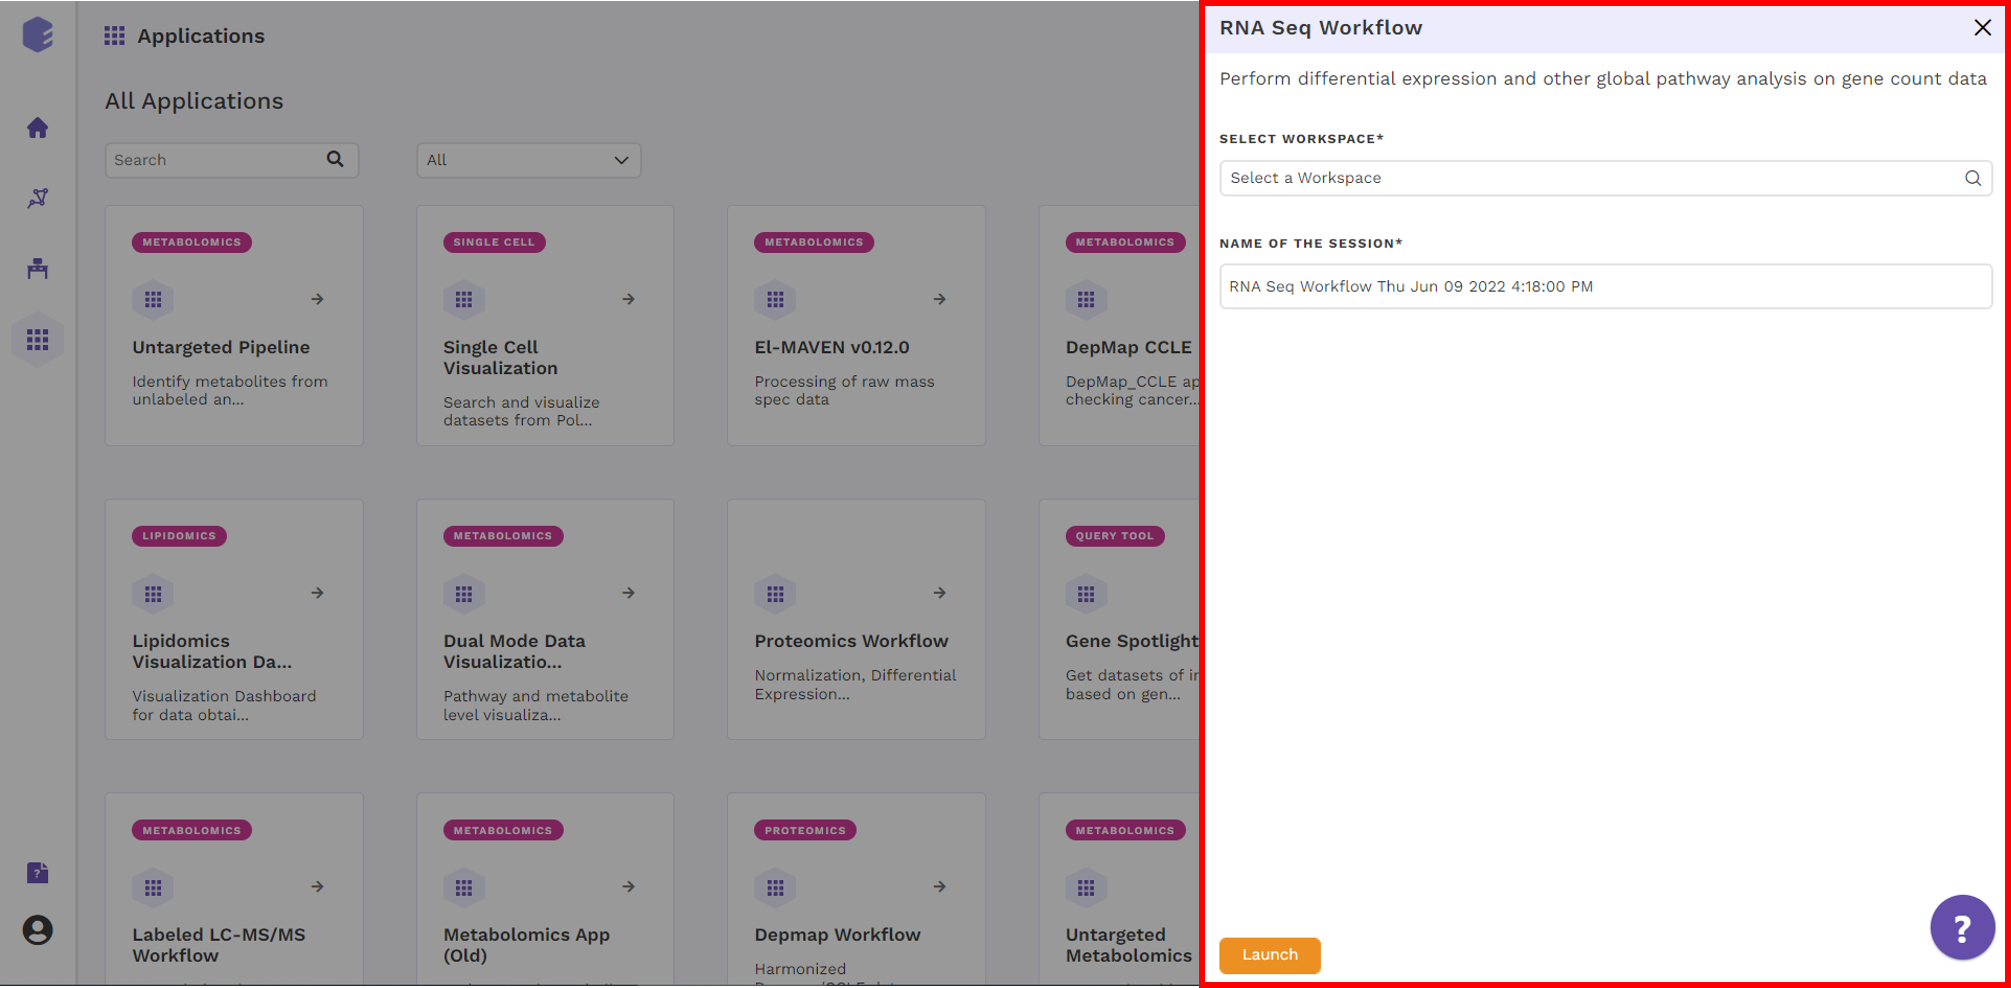 Applications
All Applications
Search
All
METABOLOMICS
Untargeted Pipeline
Identify metabolites from
unlabeled an...
SINGLE CELL
Single Cell
Visualization
Search and visualize
datasets from Pol...
METABOLOMICS
El-MAVEN v0.12.0
Processing of raw mass
spec data
METABOLOMICS
DepMap CCLE
DepMap_CCLE ap
checking cancer...
LIPIDOMICS
Lipidomics
Visualization Da...
Visualization Dashboard
for data obtai...
METABOLOMICS
Dual Mode Data
Visualizatio...
Pathway and metabolite
level visualiza...
Proteomics Workflow
Normalization, Differential
Expression...
QUERY TOOL
Gene Spotlight
Get datasets of in
based on gen...
METABOLOMICS
Labeled LC-MS/MS
Workflow
METABOLOMICS
Metabolomics App
(Old)
PROTEOMICS
Depmap Workflow
Harmonized
METABOLOMICS
Untargeted
Metabolomics
RNA Seq Workflow
Perform differential expression and other global pathway analysis on gene count data
SELECT WORKSPACE*
Select a Workspace
NAME OF THE SESSION*
RNA Seq Workflow Thu Jun 09 2022 4:18:00 PM
Launch
?